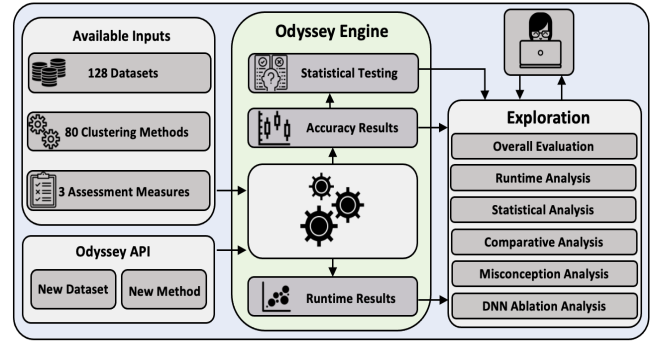 Available Inputs
128 Datasets
80 Clustering Methods
3 Assessment Measures
Odyssey API
New Dataset
New Method
Odyssey Engine
Statistical Testing
Accuracy Results
Runtime Results
Exploration
Overall Evaluation
Runtime Analysis
Statistical Analysis
Comparative Analysis
Misconception Analysis
DNN Ablation Analysis